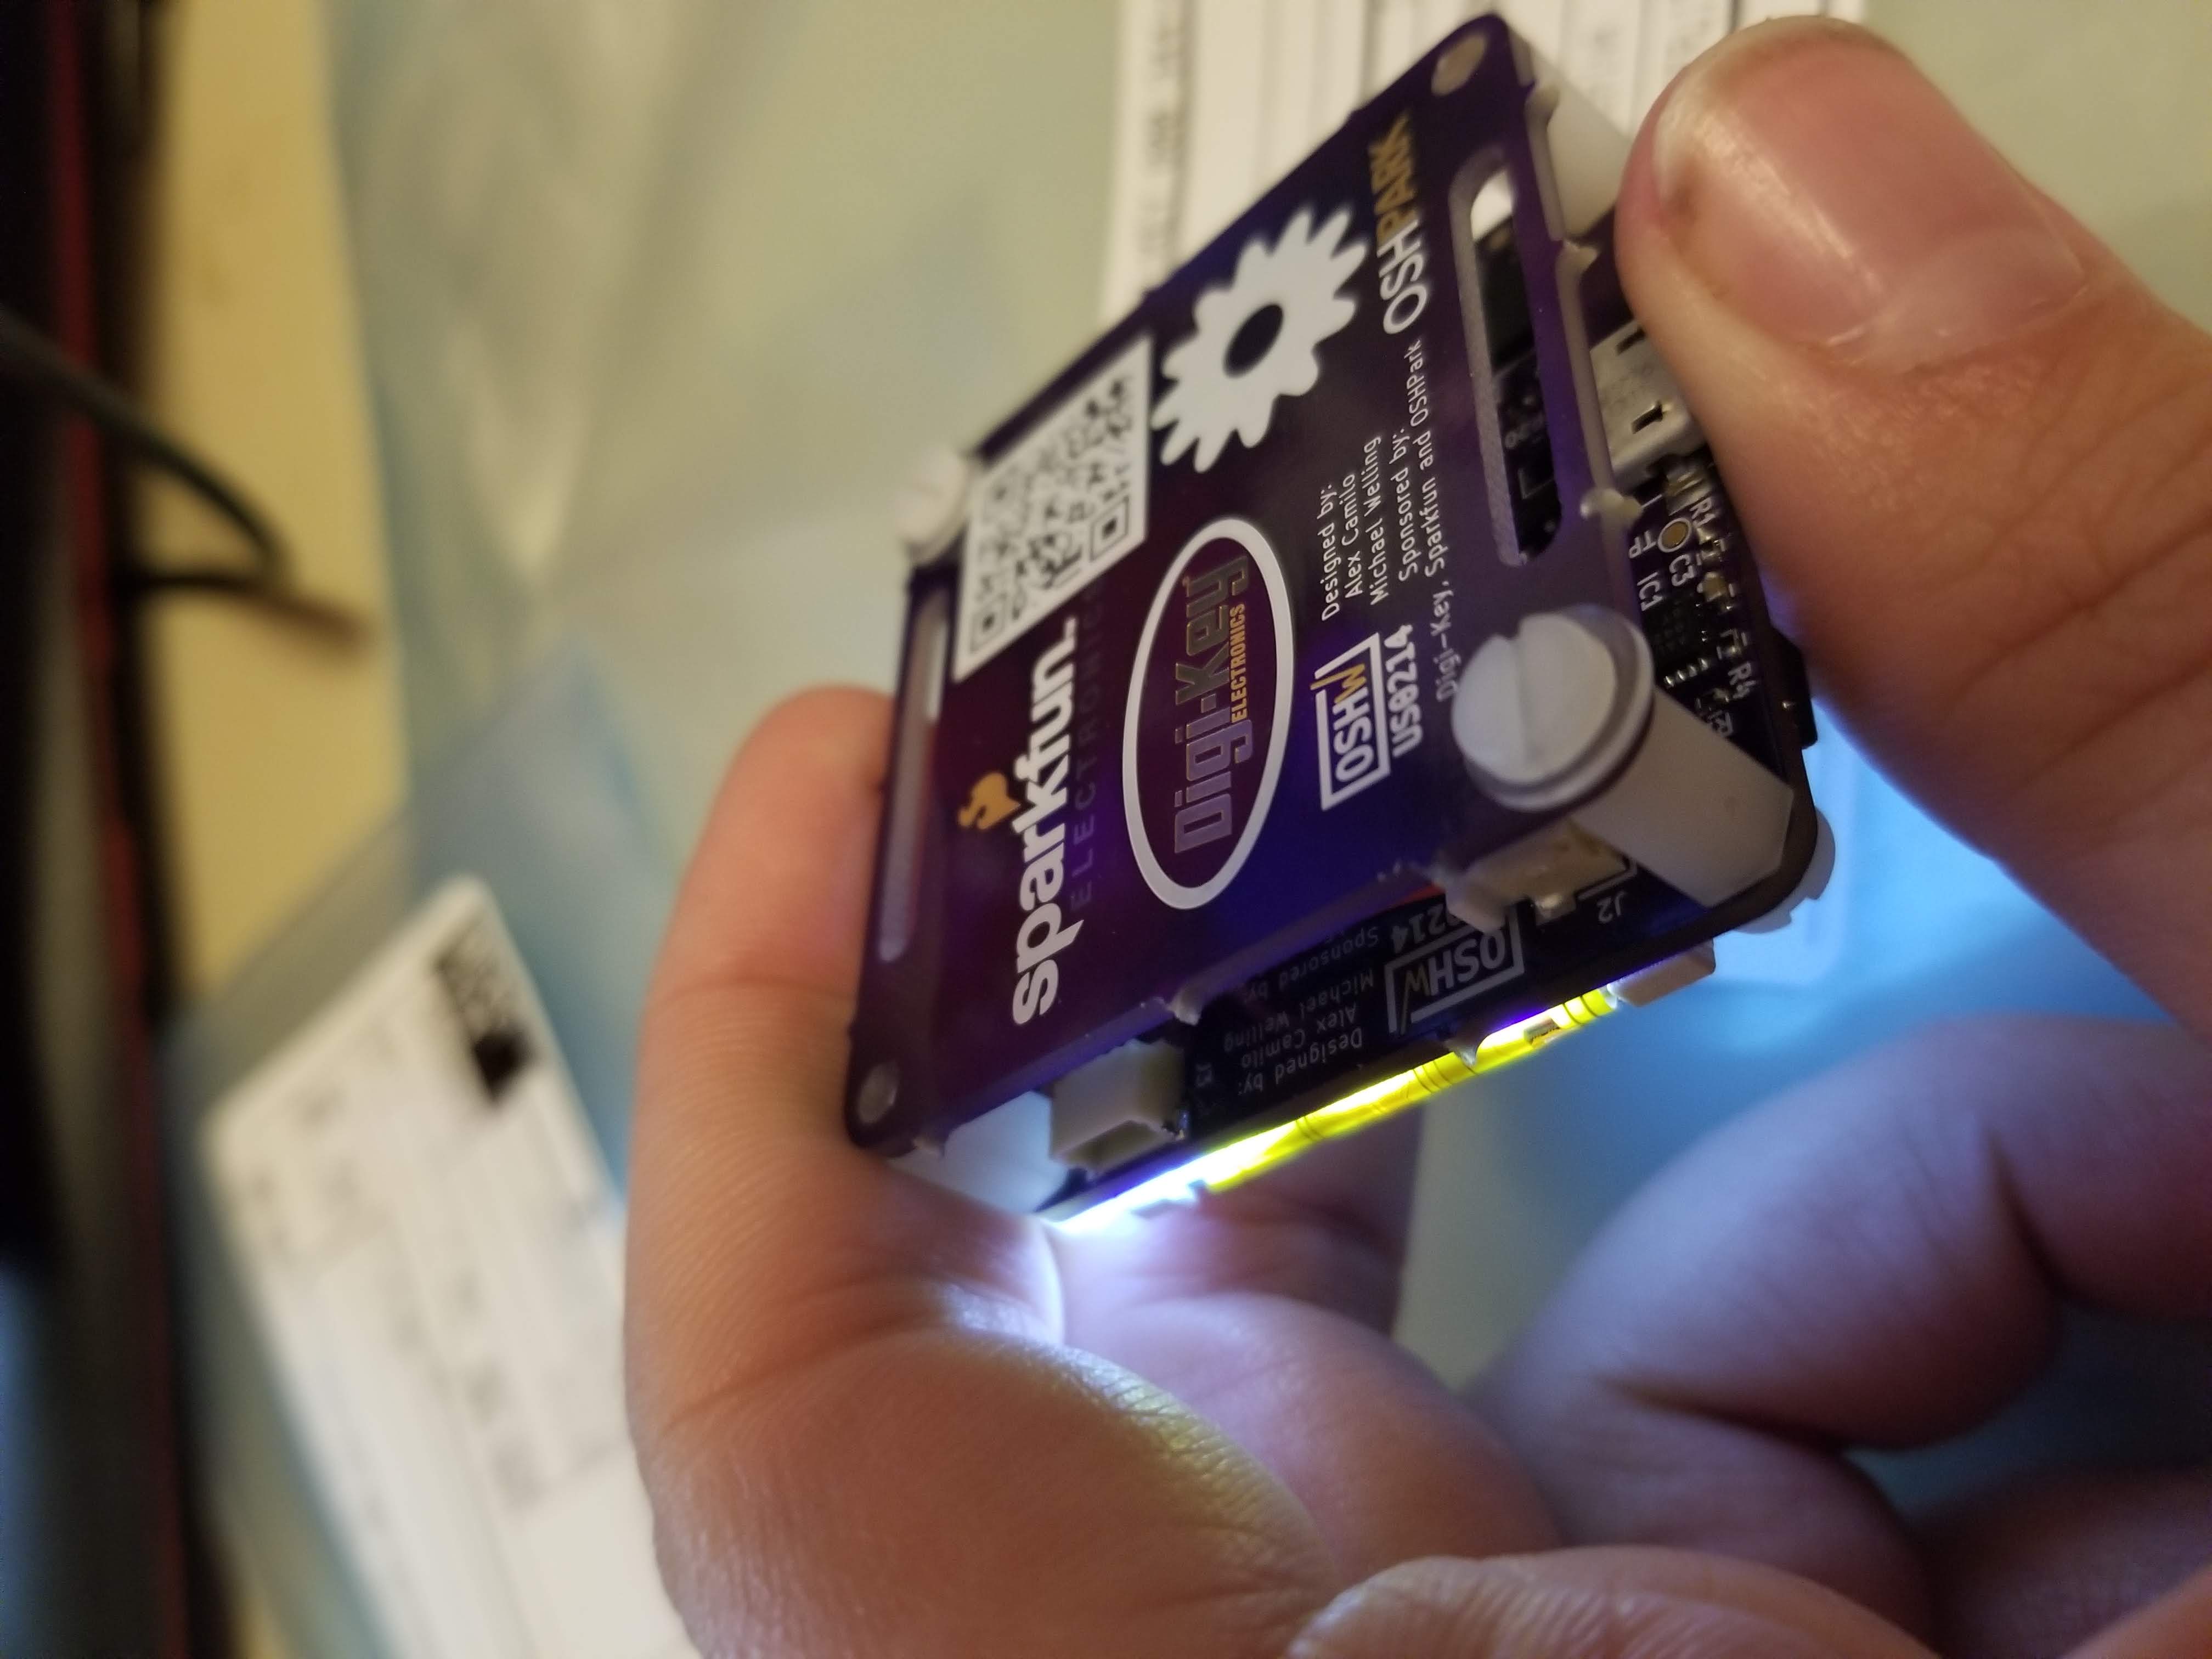 sparkfun
ELECTRONICS
Digi-Key
ELECTRONICS
OSHW
US0214
Designed by:
Alex Camilo
Michael Welling
Sponsored by:
Digi-Key, Sparkfun and OSHPark
OSHPARK
Designed by:
Alex Camilo
Michael Welling
Sponsored by:
OSHW
0214
J2
IC1
TP
C3
R1
R4